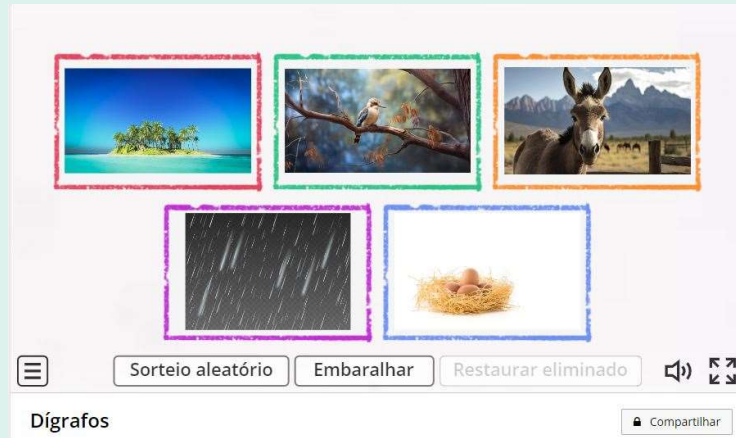 Sorteio aleatório Embaralhar Restaurar eliminado
Dígrafos
Compartilhar